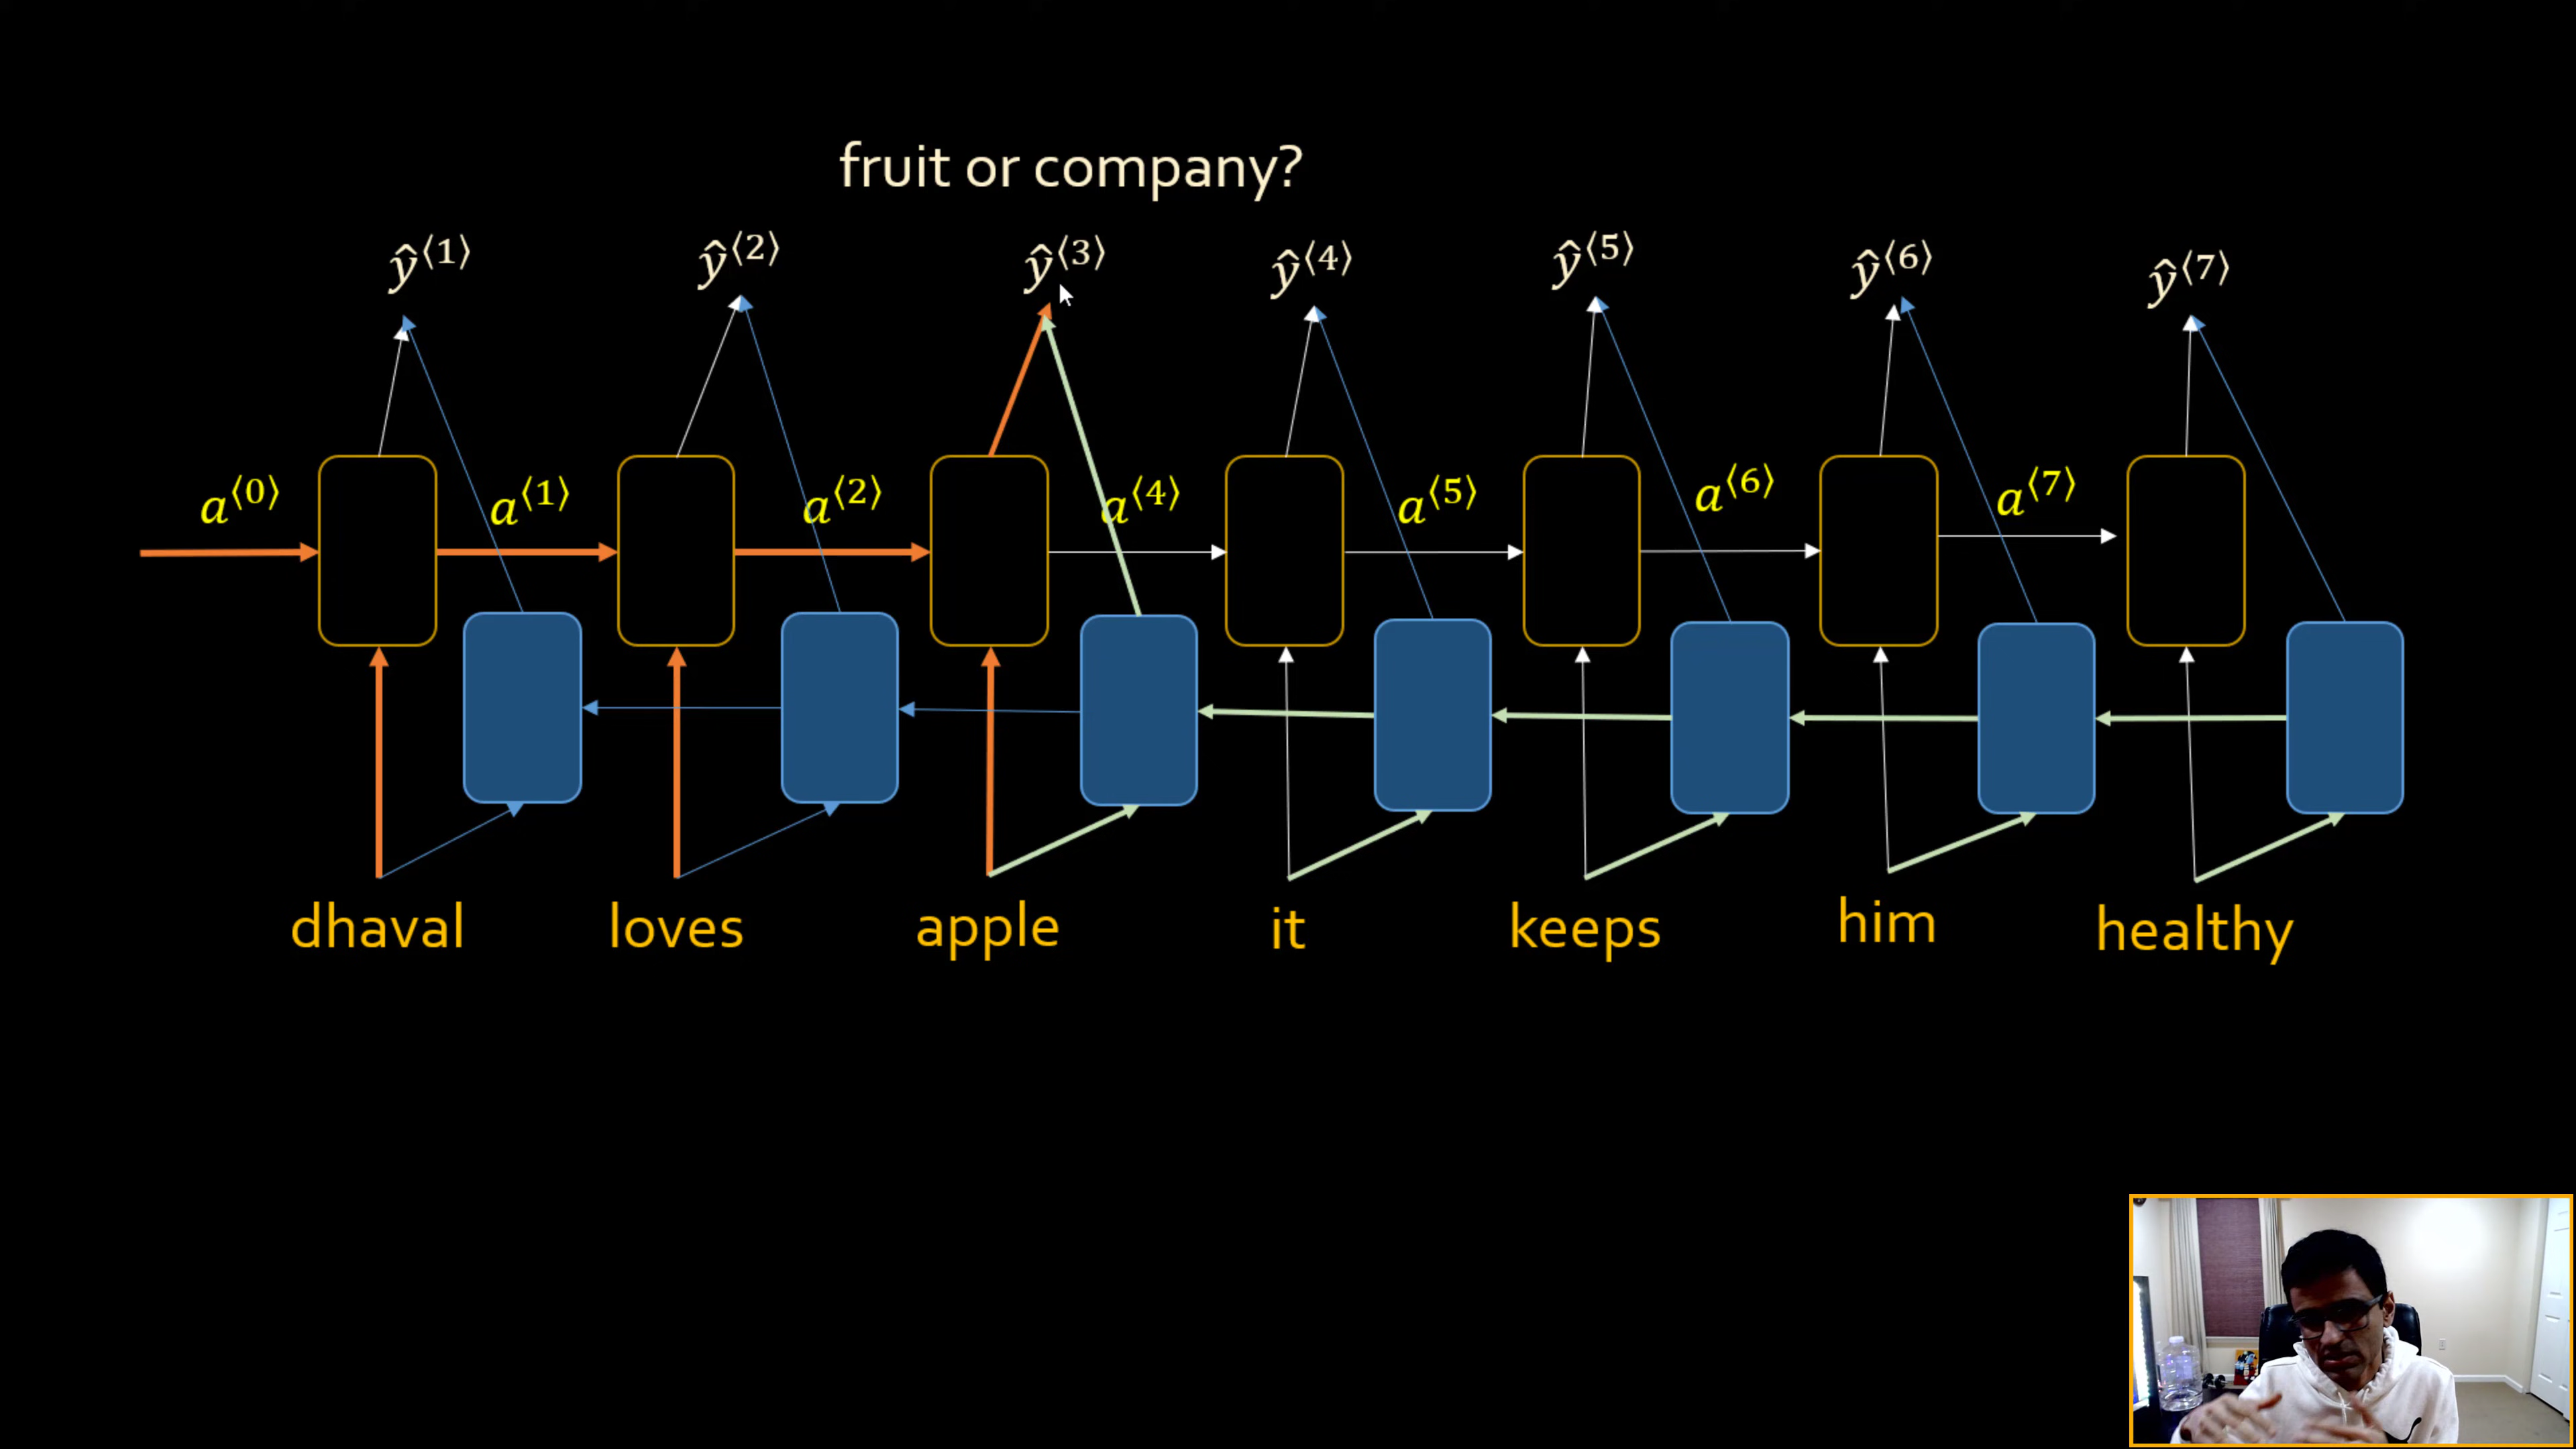 fruit or company?
ŷ⟨1⟩ ŷ⟨2⟩ ŷ⟨3⟩ ŷ⟨4⟩ ŷ⟨5⟩ ŷ⟨6⟩ ŷ⟨7⟩
a⟨0⟩ a⟨1⟩ a⟨2⟩ a⟨4⟩ a⟨5⟩ a⟨6⟩ a⟨7⟩
dhaval loves apple it keeps him healthy